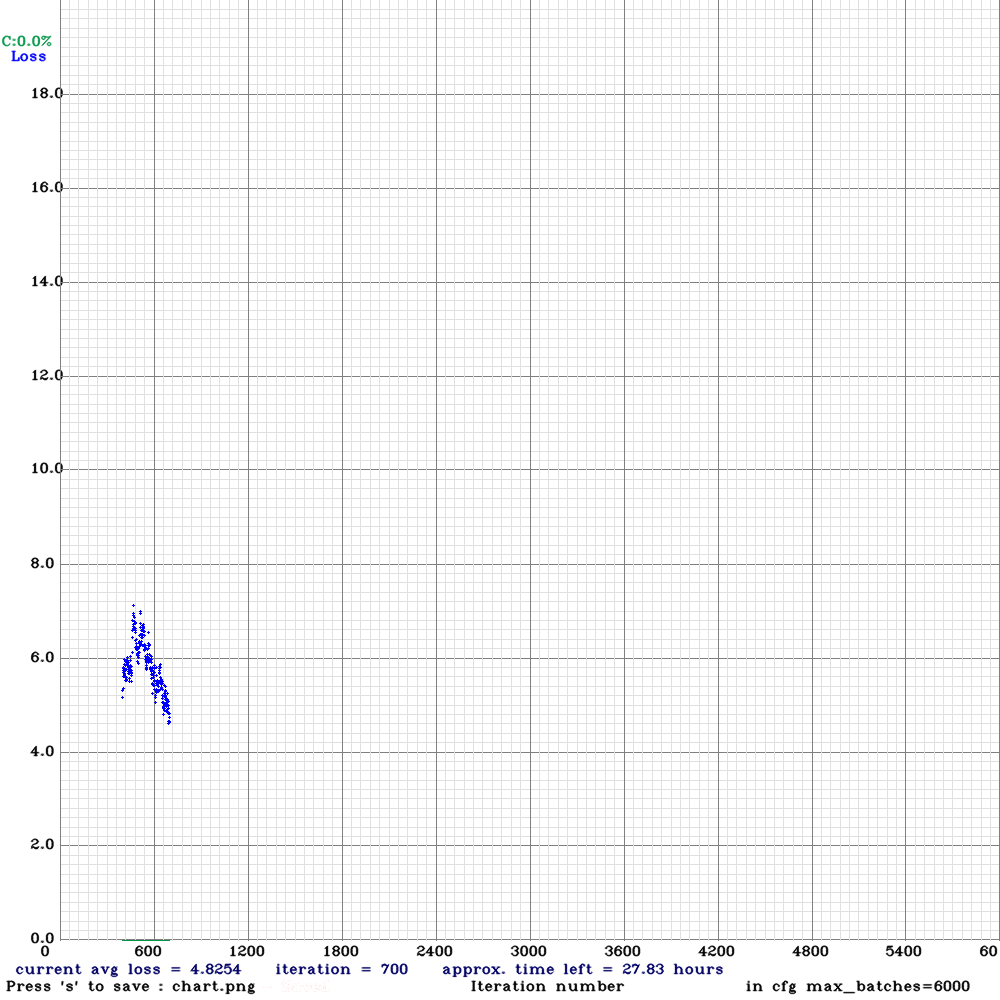 C:0.0%
Loss
18.0
16.0
14.0
12.0
10.0
8.0
6.0
4.0
2.0
0.0
0 600 1200 1800 2400 3000 3600 4200 4800 5400 60
current avg loss = 4.8254 iteration = 700 approx. time left = 27.83 hours
Press 's' to save : chart.png Iteration number in cfg max_batches=6000